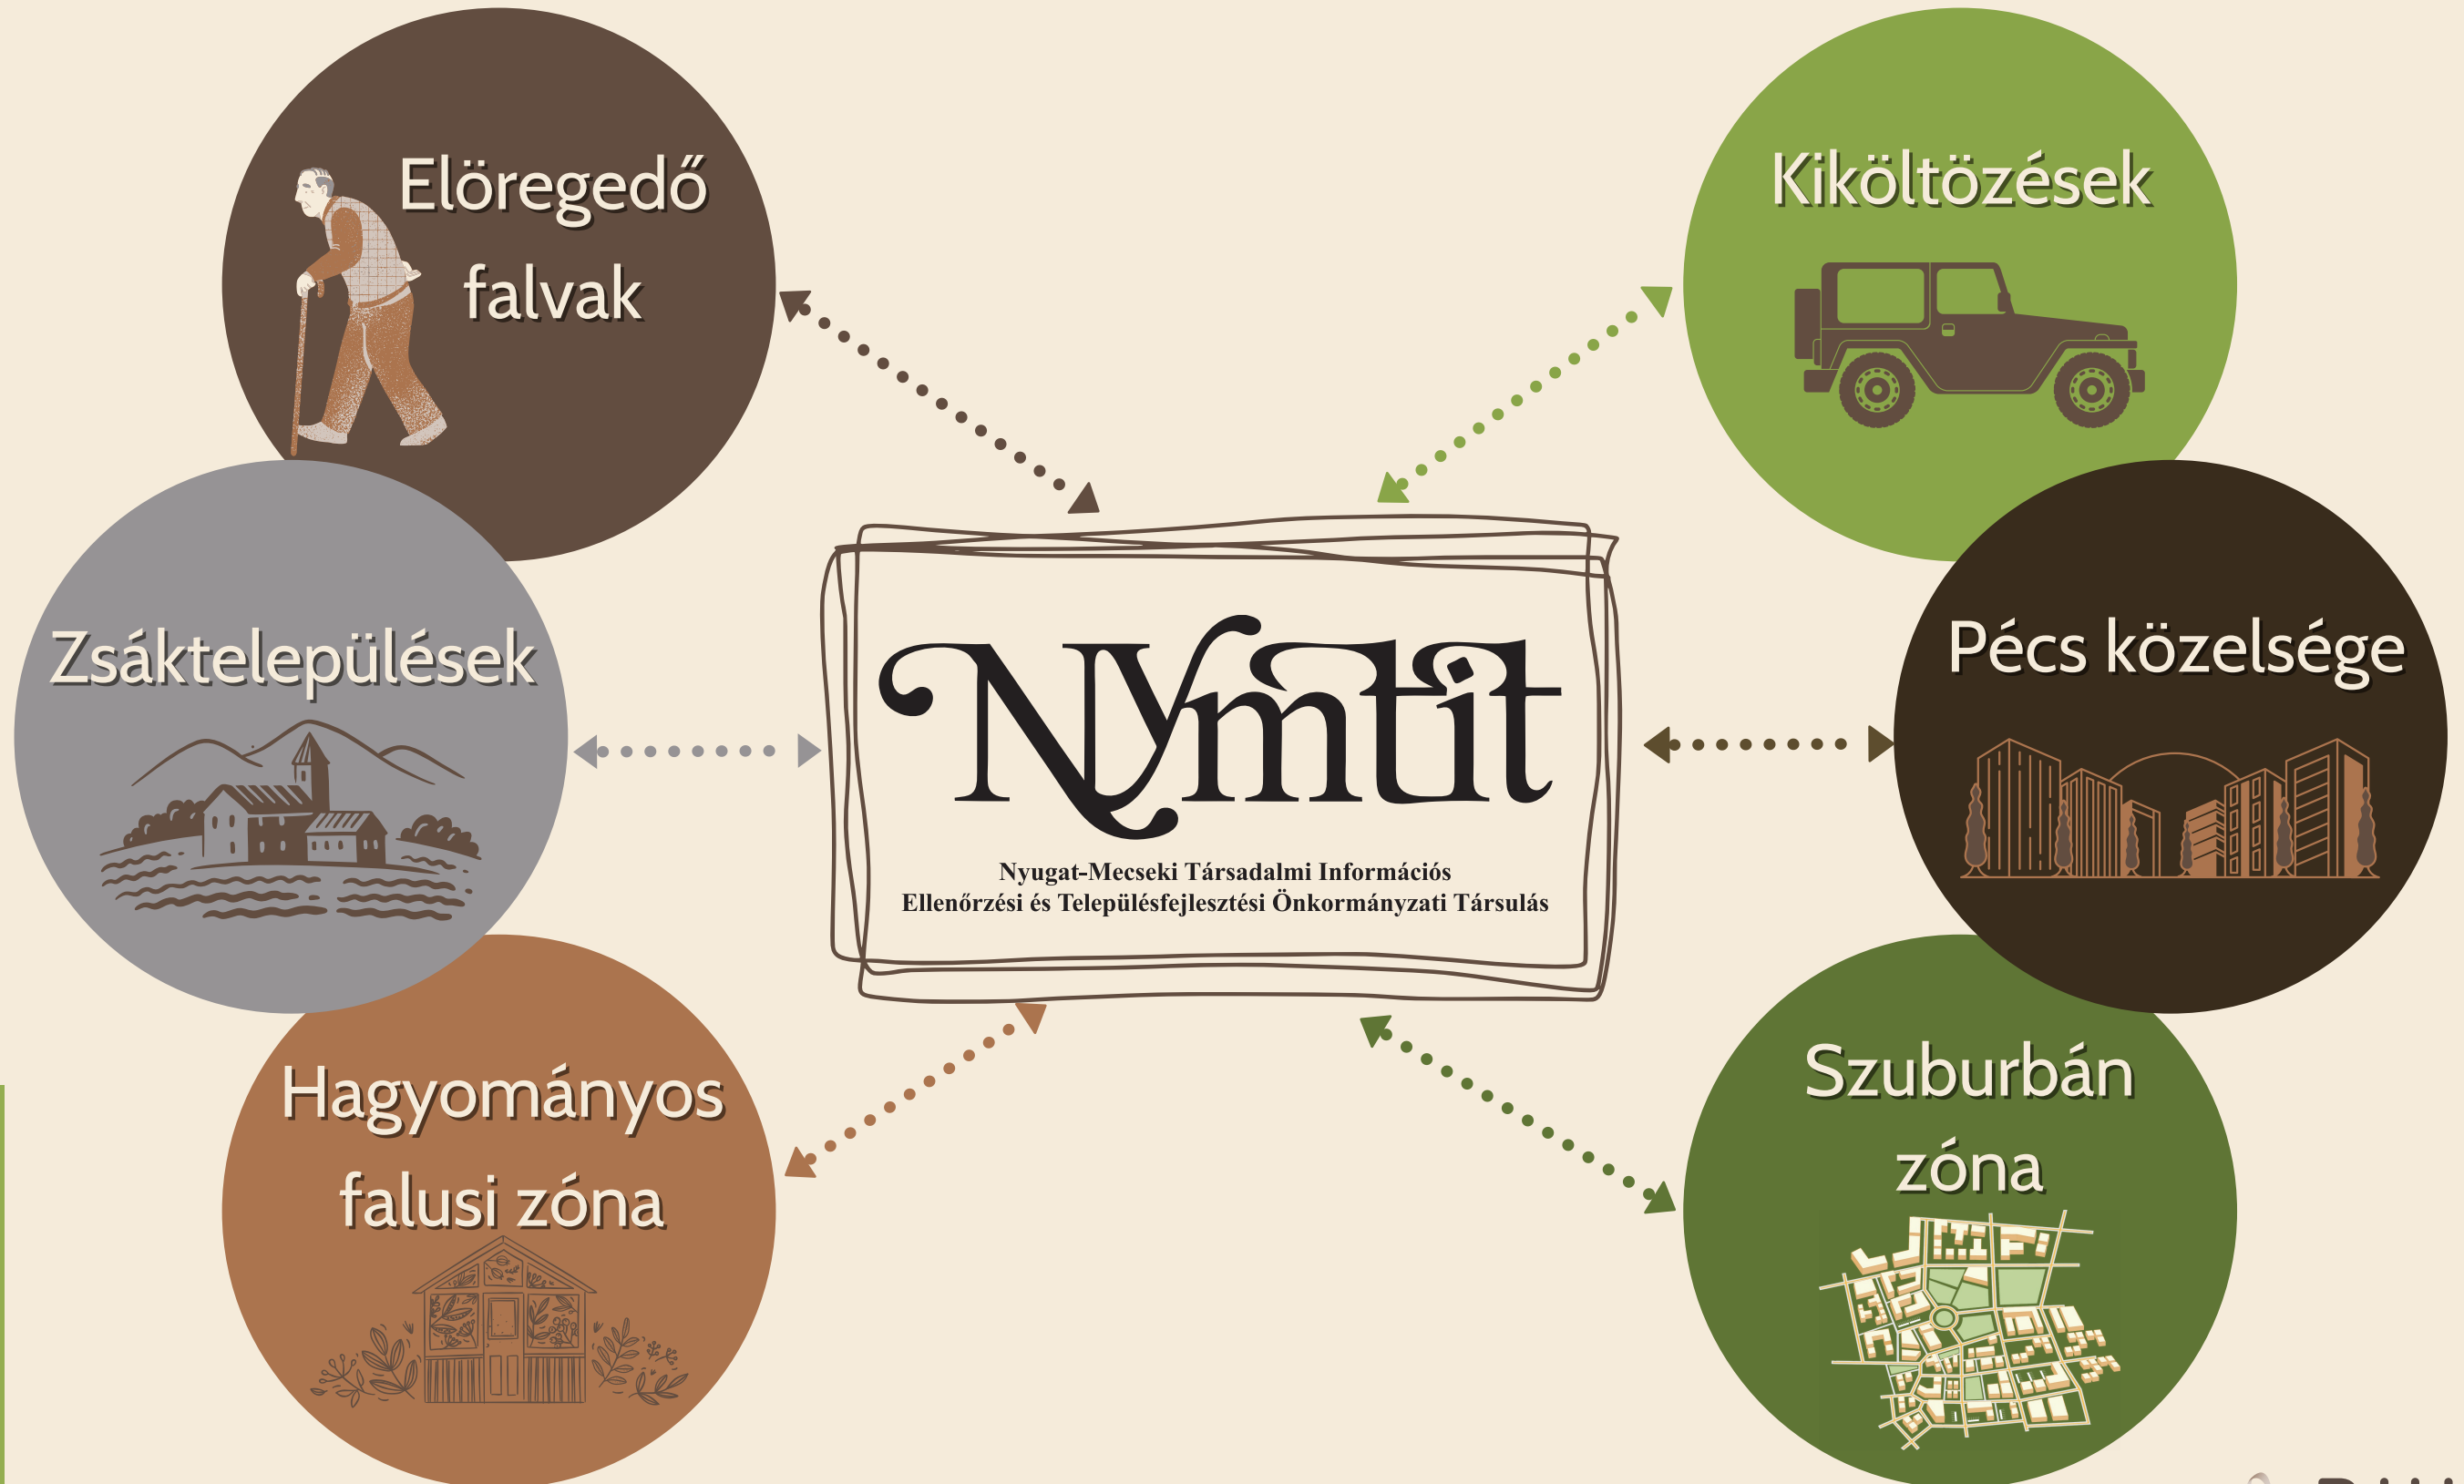 Elöregedő
falvak
Kiköltözések
Zsáktelepülések
Nymtit
Nyugat-Mecseki Társadalmi Információs
Ellenőrzési és Településfejlesztési Önkormányzati Társulás
Pécs közelsége
Hagyományos
falusi zóna
Szuburbán
zóna